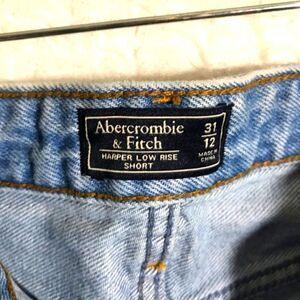 Abercrombie
& Fitch
HARPER LOW RISE
SHORT
31
12
MADE IN
CHINA